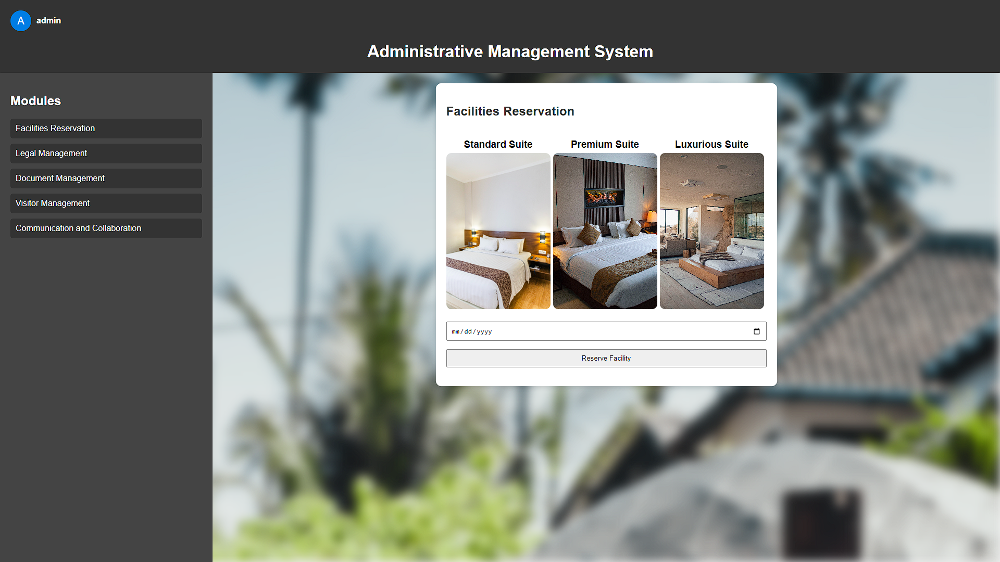 A
admin
Administrative Management System
Modules
Facilities Reservation
Legal Management
Document Management
Visitor Management
Communication and Collaboration
Facilities Reservation
Standard Suite
Premium Suite
Luxurious Suite
mm/dd/yyyy
Reserve Facility